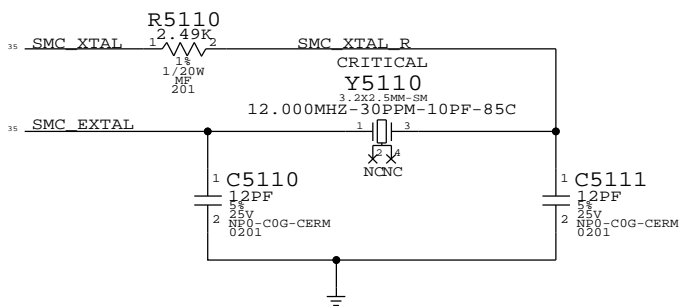 R5110
2.49K
35 SMC_XTAL 1 2 SMC_XTAL_R
1%
1/20W
MF
201
CRITICAL
Y5110
3.2X2.5MM-SM
12.000MHZ-30PPM-10PF-85C
35 SMC_EXTAL 1 3
2 4
NC NC
1 C5110
12PF
5%
2 25V
NP0-C0G-CERM
0201
1 C5111
12PF
5%
2 25V
NP0-C0G-CERM
0201